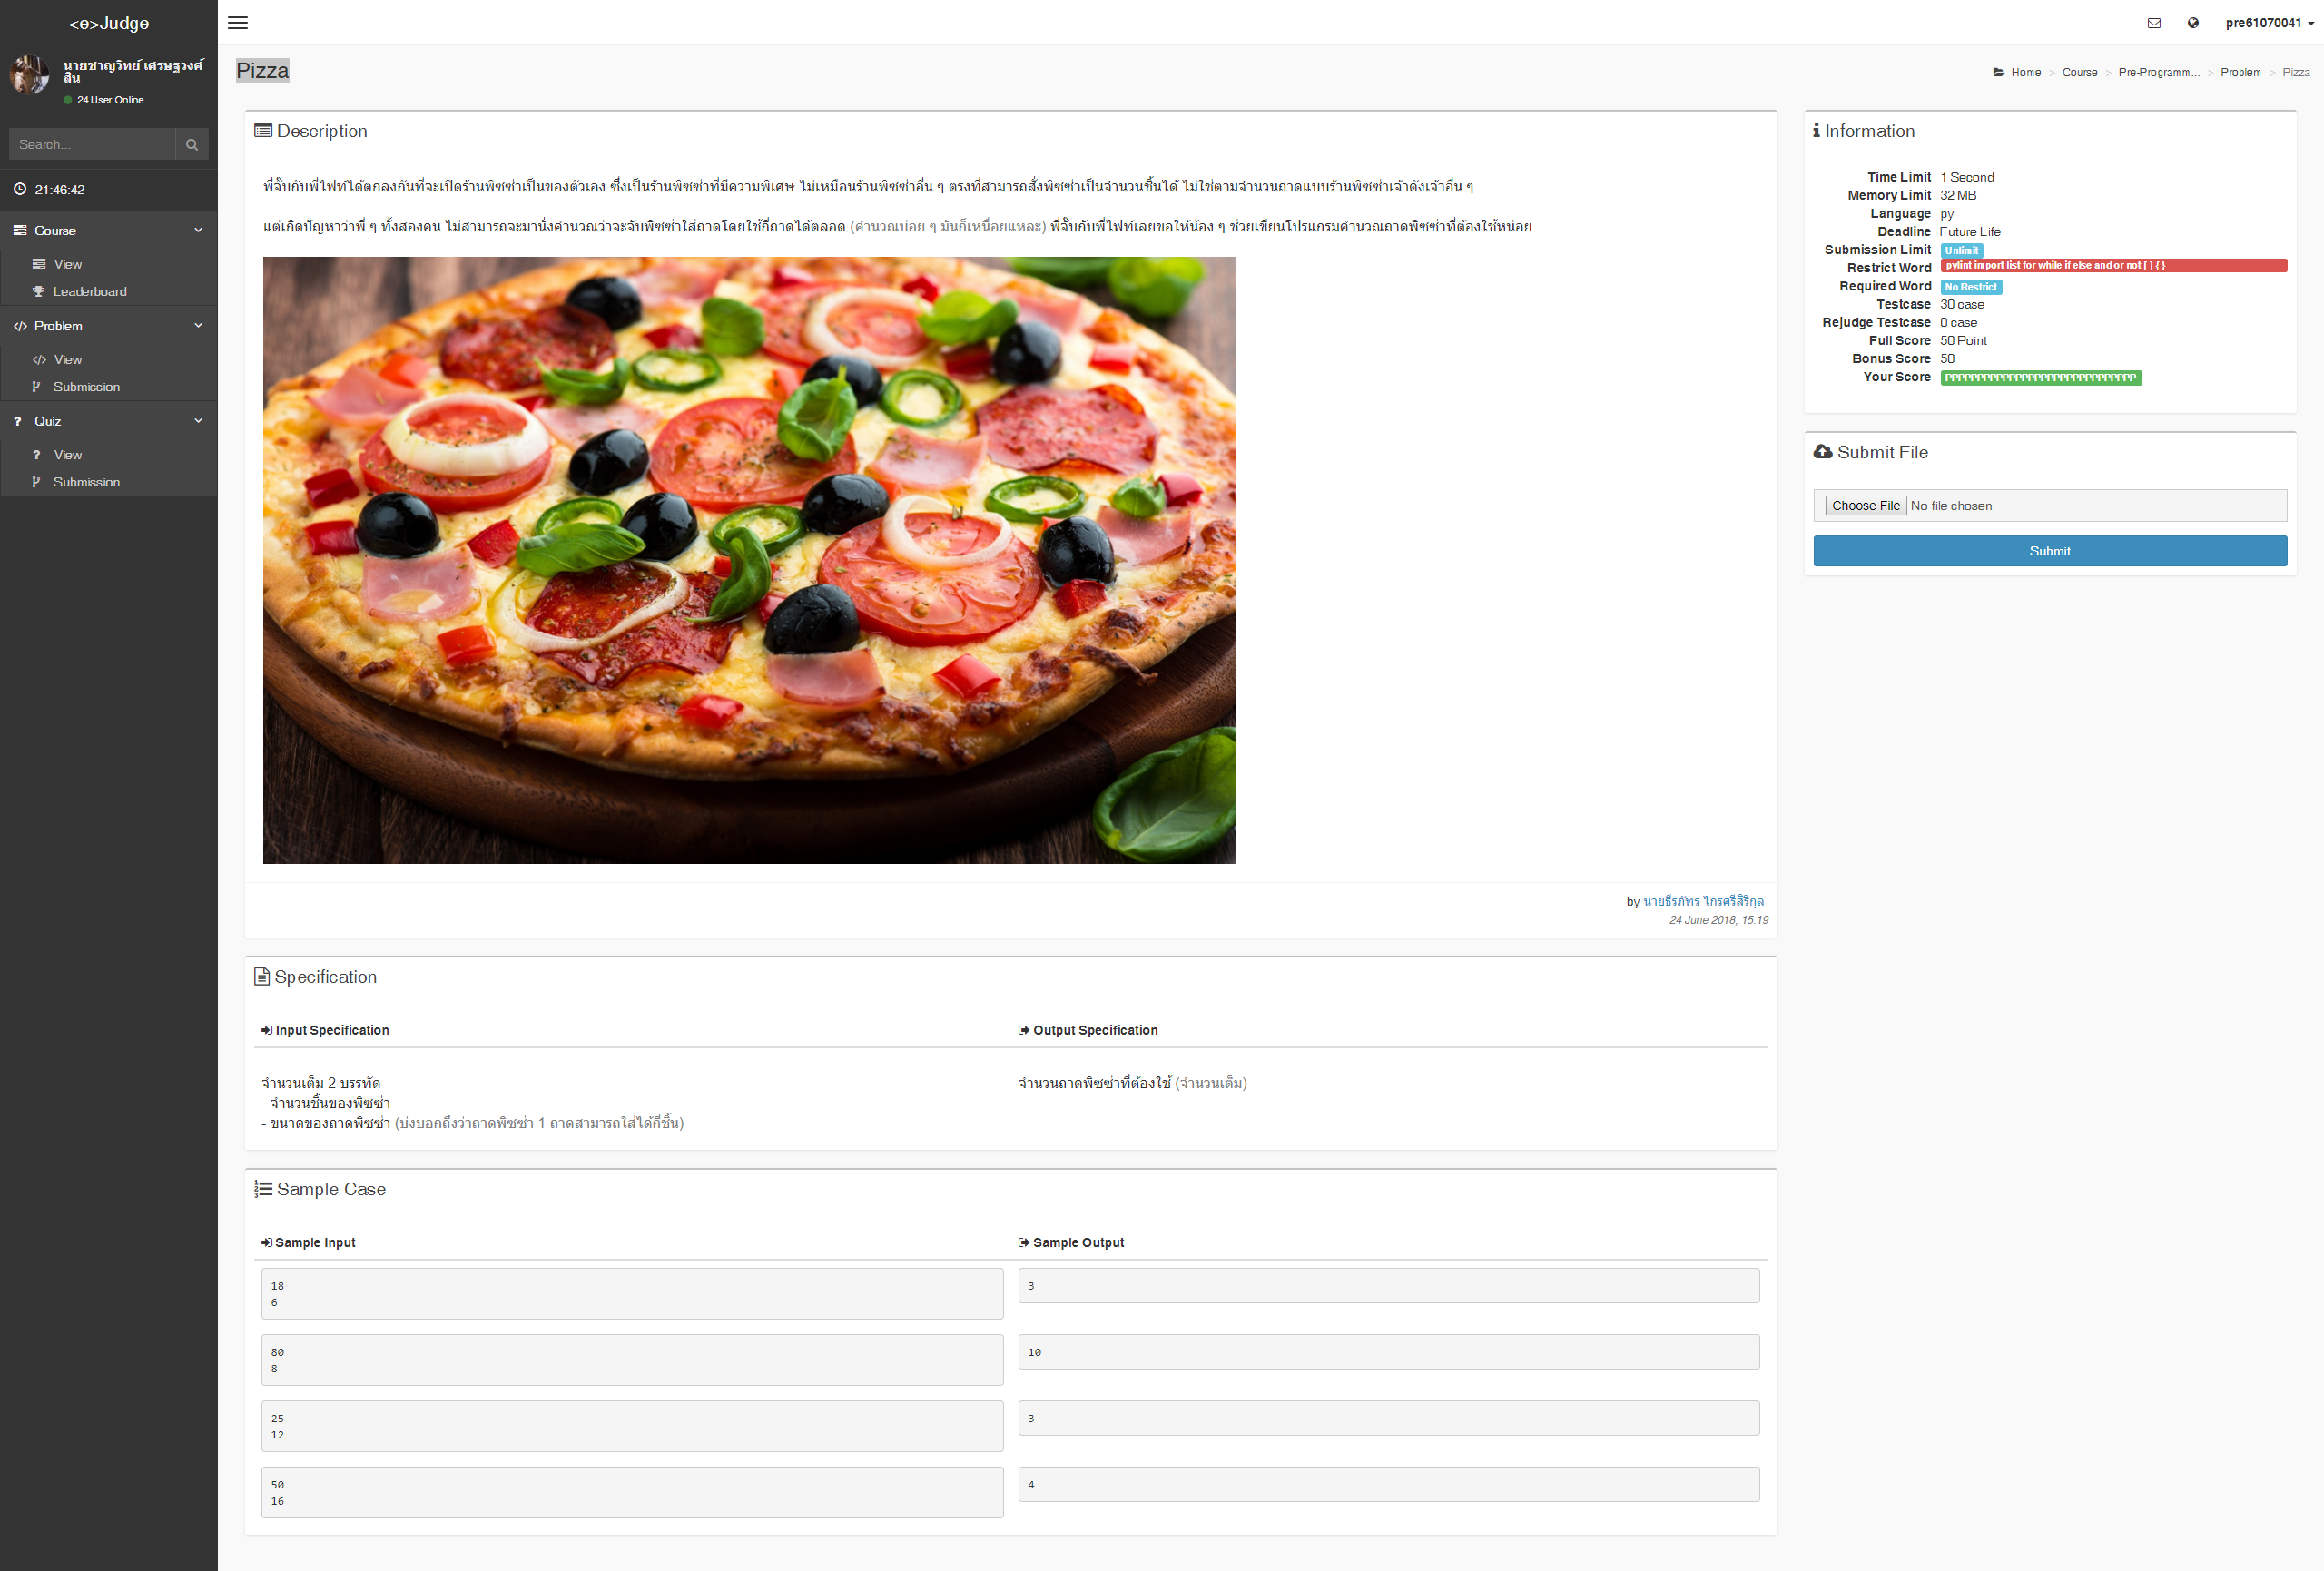 <e>Judge
pre61070041
นายชาญวิทย์ เศรษฐวงศ์
สิน
24 User Online
Search...
21:46:42
Course
View
Leaderboard
Problem
View
Submission
Quiz
View
Submission
Pizza
Home > Course > Pre-Programm... > Problem > Pizza
Description
พี่จั๊บกับพี่ไฟท์ได้ตกลงกันที่จะเปิดร้านพิซซ่าเป็นของตัวเอง ซึ่งเป็นร้านพิซซ่าที่มีความพิเศษ ไม่เหมือนร้านพิซซ่าอื่น ๆ ตรงที่สามารถสั่งพิซซ่าเป็นจำนวนชิ้นได้ ไม่ใช่ตามจำนวนถาดแบบร้านพิซซ่าเจ้าดังเจ้าอื่น ๆ
แต่เกิดปัญหาว่าพี่ ๆ ทั้งสองคน ไม่สามารถจะมานั่งคำนวณว่าจะจับพิซซ่าใส่ถาดโดยใช้กี่ถาดได้ตลอด (คำนวณบ่อย ๆ มันก็เหนื่อยแหละ) พี่จั๊บกับพี่ไฟท์เลยขอให้น้อง ๆ ช่วยเขียนโปรแกรมคำนวณถาดพิซซ่าที่ต้องใช้หน่อย
by นายธีรภัทร ไกรศรีสิริกุล
24 June 2018, 15:19
Information
Time Limit 1 Second
Memory Limit 32 MB
Language py
Deadline Future Life
Submission Limit Unlimit
Restrict Word pylint import list for while if else and or not [ ] { }
Required Word No Restrict
Testcase 30 case
Rejudge Testcase 0 case
Full Score 50 Point
Bonus Score 50
Your Score PPPPPPPPPPPPPPPPPPPPPPPPPPPPPP
Submit File
Choose File No file chosen
Submit
Specification
Input Specification
จำนวนเต็ม 2 บรรทัด
- จำนวนชิ้นของพิซซ่า
- ขนาดของถาดพิซซ่า (บ่งบอกถึงว่าถาดพิซซ่า 1 ถาดสามารถใส่ได้กี่ชิ้น)
Output Specification
จำนวนถาดพิซซ่าที่ต้องใช้ (จำนวนเต็ม)
Sample Case
Sample Input
Sample Output
18
6
3
80
8
10
25
12
3
50
16
4